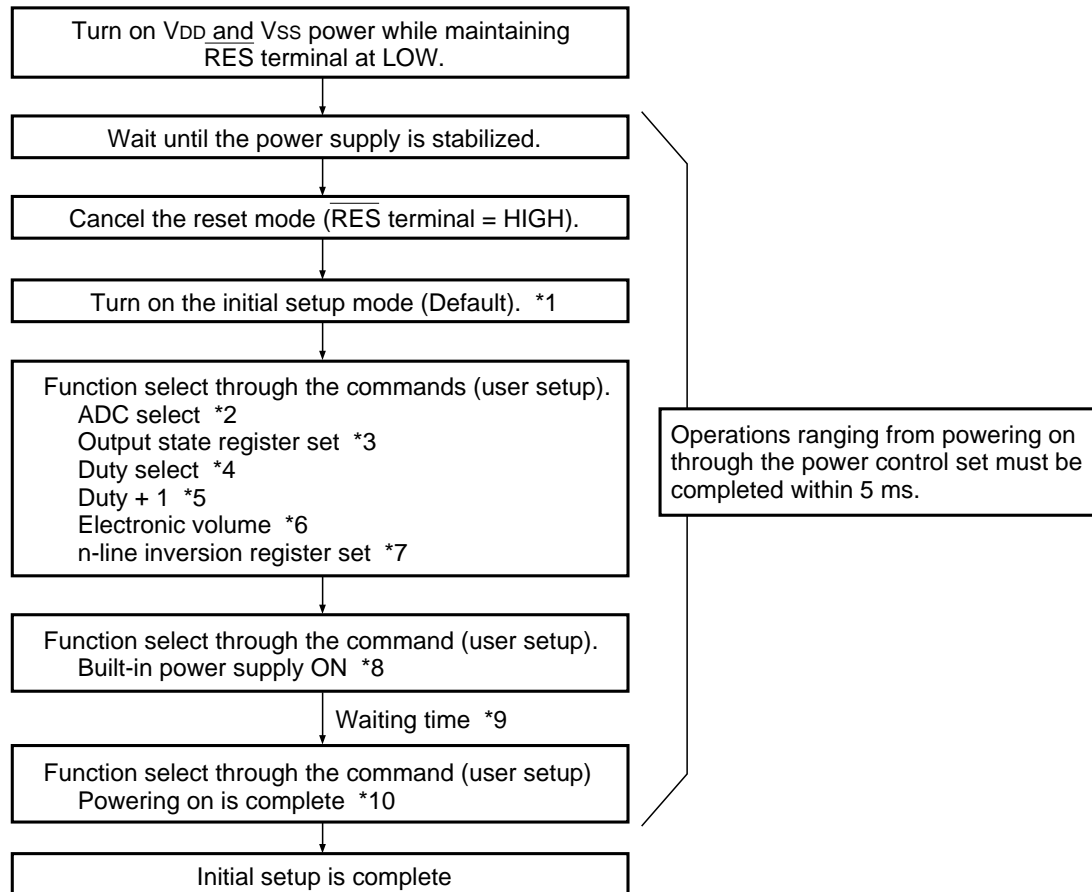 Turn on VDD and VSS power while maintaining
RES terminal at LOW.
Wait until the power supply is stabilized.
Cancel the reset mode (RES terminal = HIGH).
Turn on the initial setup mode (Default). *1
Function select through the commands (user setup).
ADC select *2
Output state register set *3
Duty select *4
Duty + 1 *5
Electronic volume *6
n-line inversion register set *7
Operations ranging from powering on
through the power control set must be
completed within 5 ms.
Function select through the command (user setup).
Built-in power supply ON *8
Waiting time *9
Function select through the command (user setup)
Powering on is complete *10
Initial setup is complete